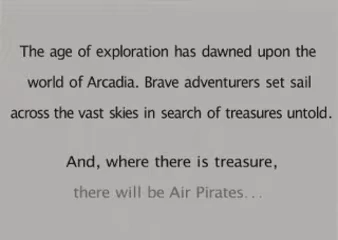 The age of exploration has dawned upon the
world of Arcadia. Brave adventurers set sail
across the vast skies in search of treasures untold.
And, where there is treasure,
there will be Air Pirates...